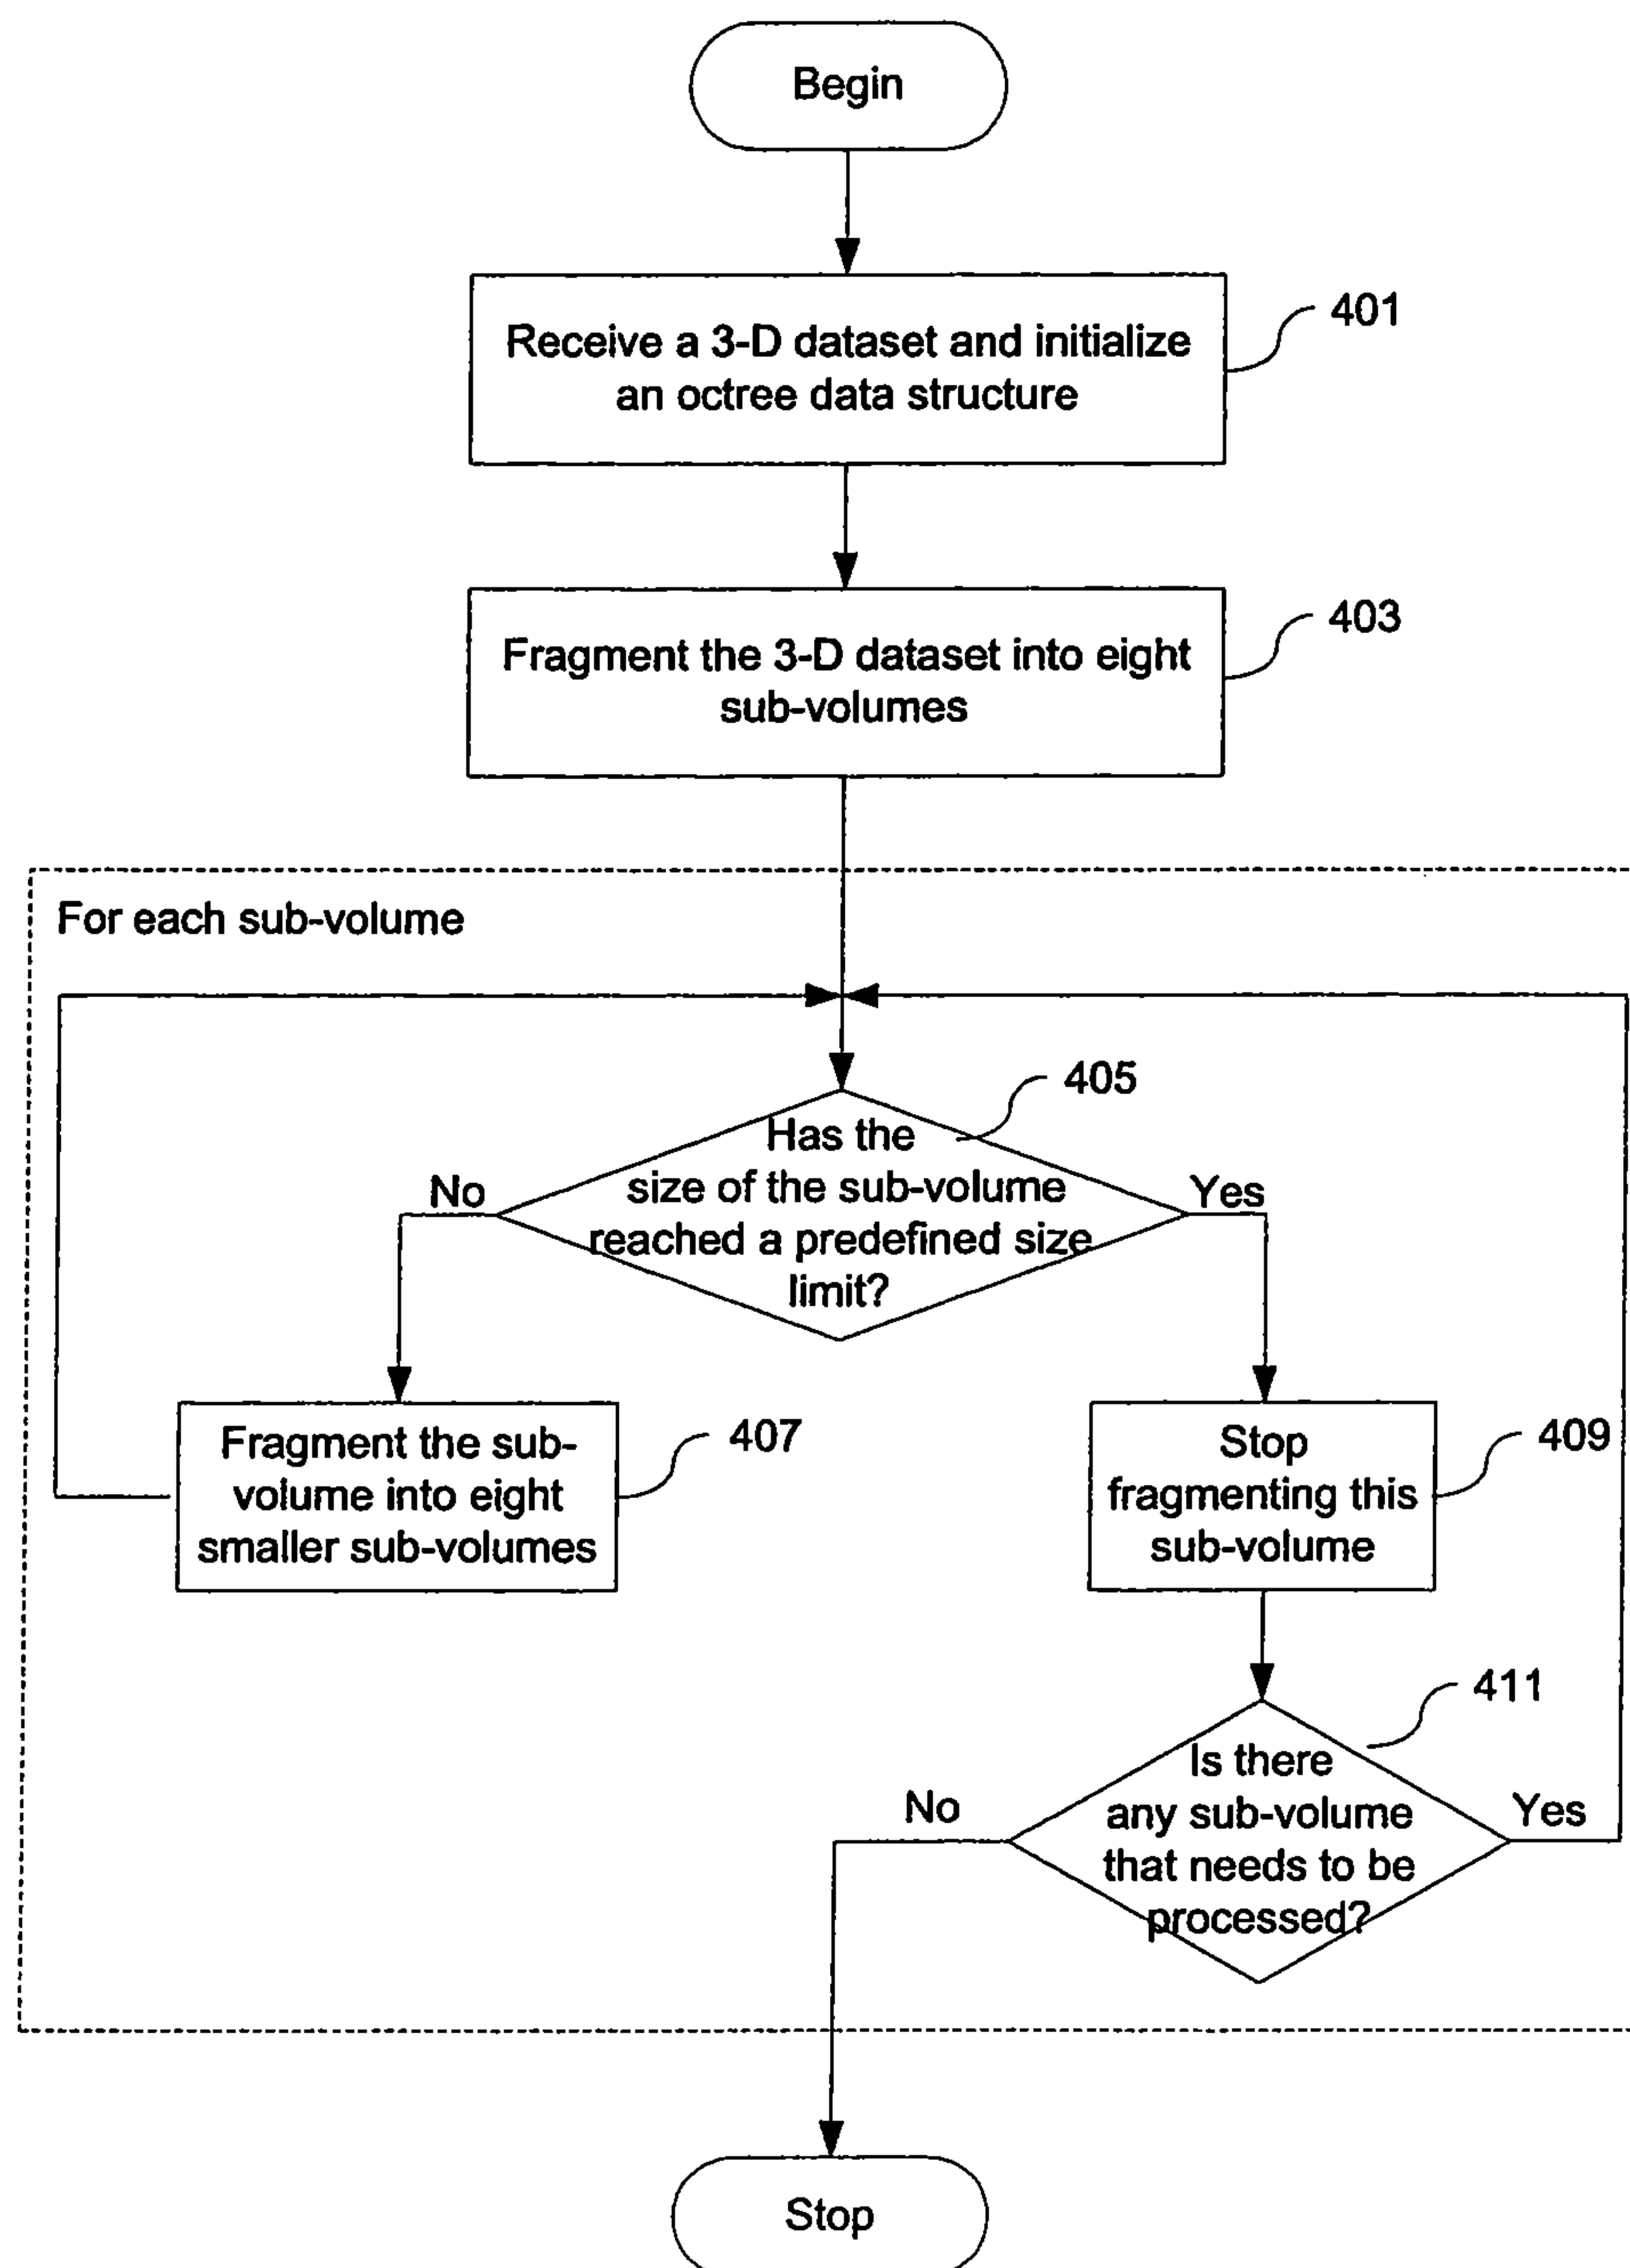 Begin
Receive a 3-D dataset and initialize
an octree data structure
401
Fragment the 3-D dataset into eight
sub-volumes
403
For each sub-volume
405
Has the
size of the sub-volume
reached a predefined size
limit?
No
Yes
Fragment the sub-
volume into eight
smaller sub-volumes
407
Stop
fragmenting this
sub-volume
409
411
Is there
any sub-volume
that needs to be
processed?
No
Yes
Stop